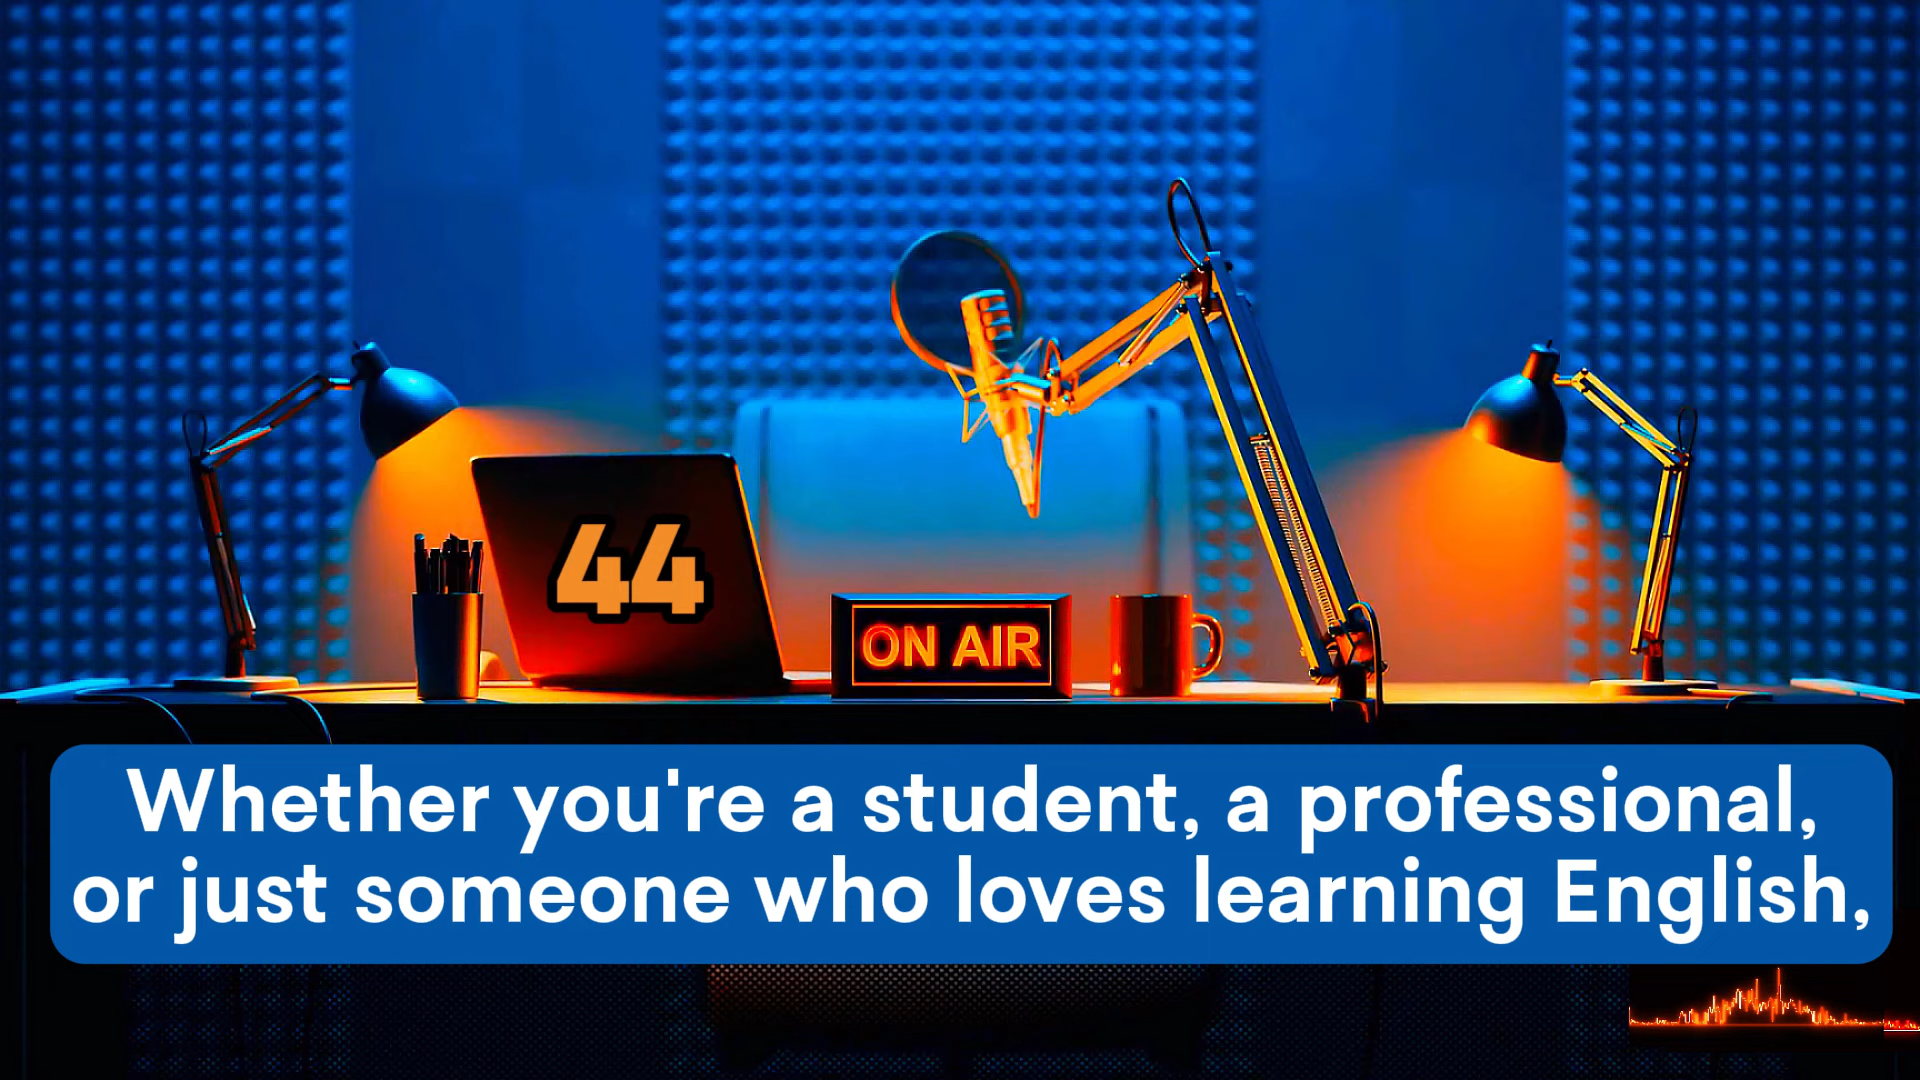 44
ON AIR
Whether you're a student, a professional,
or just someone who loves learning English,